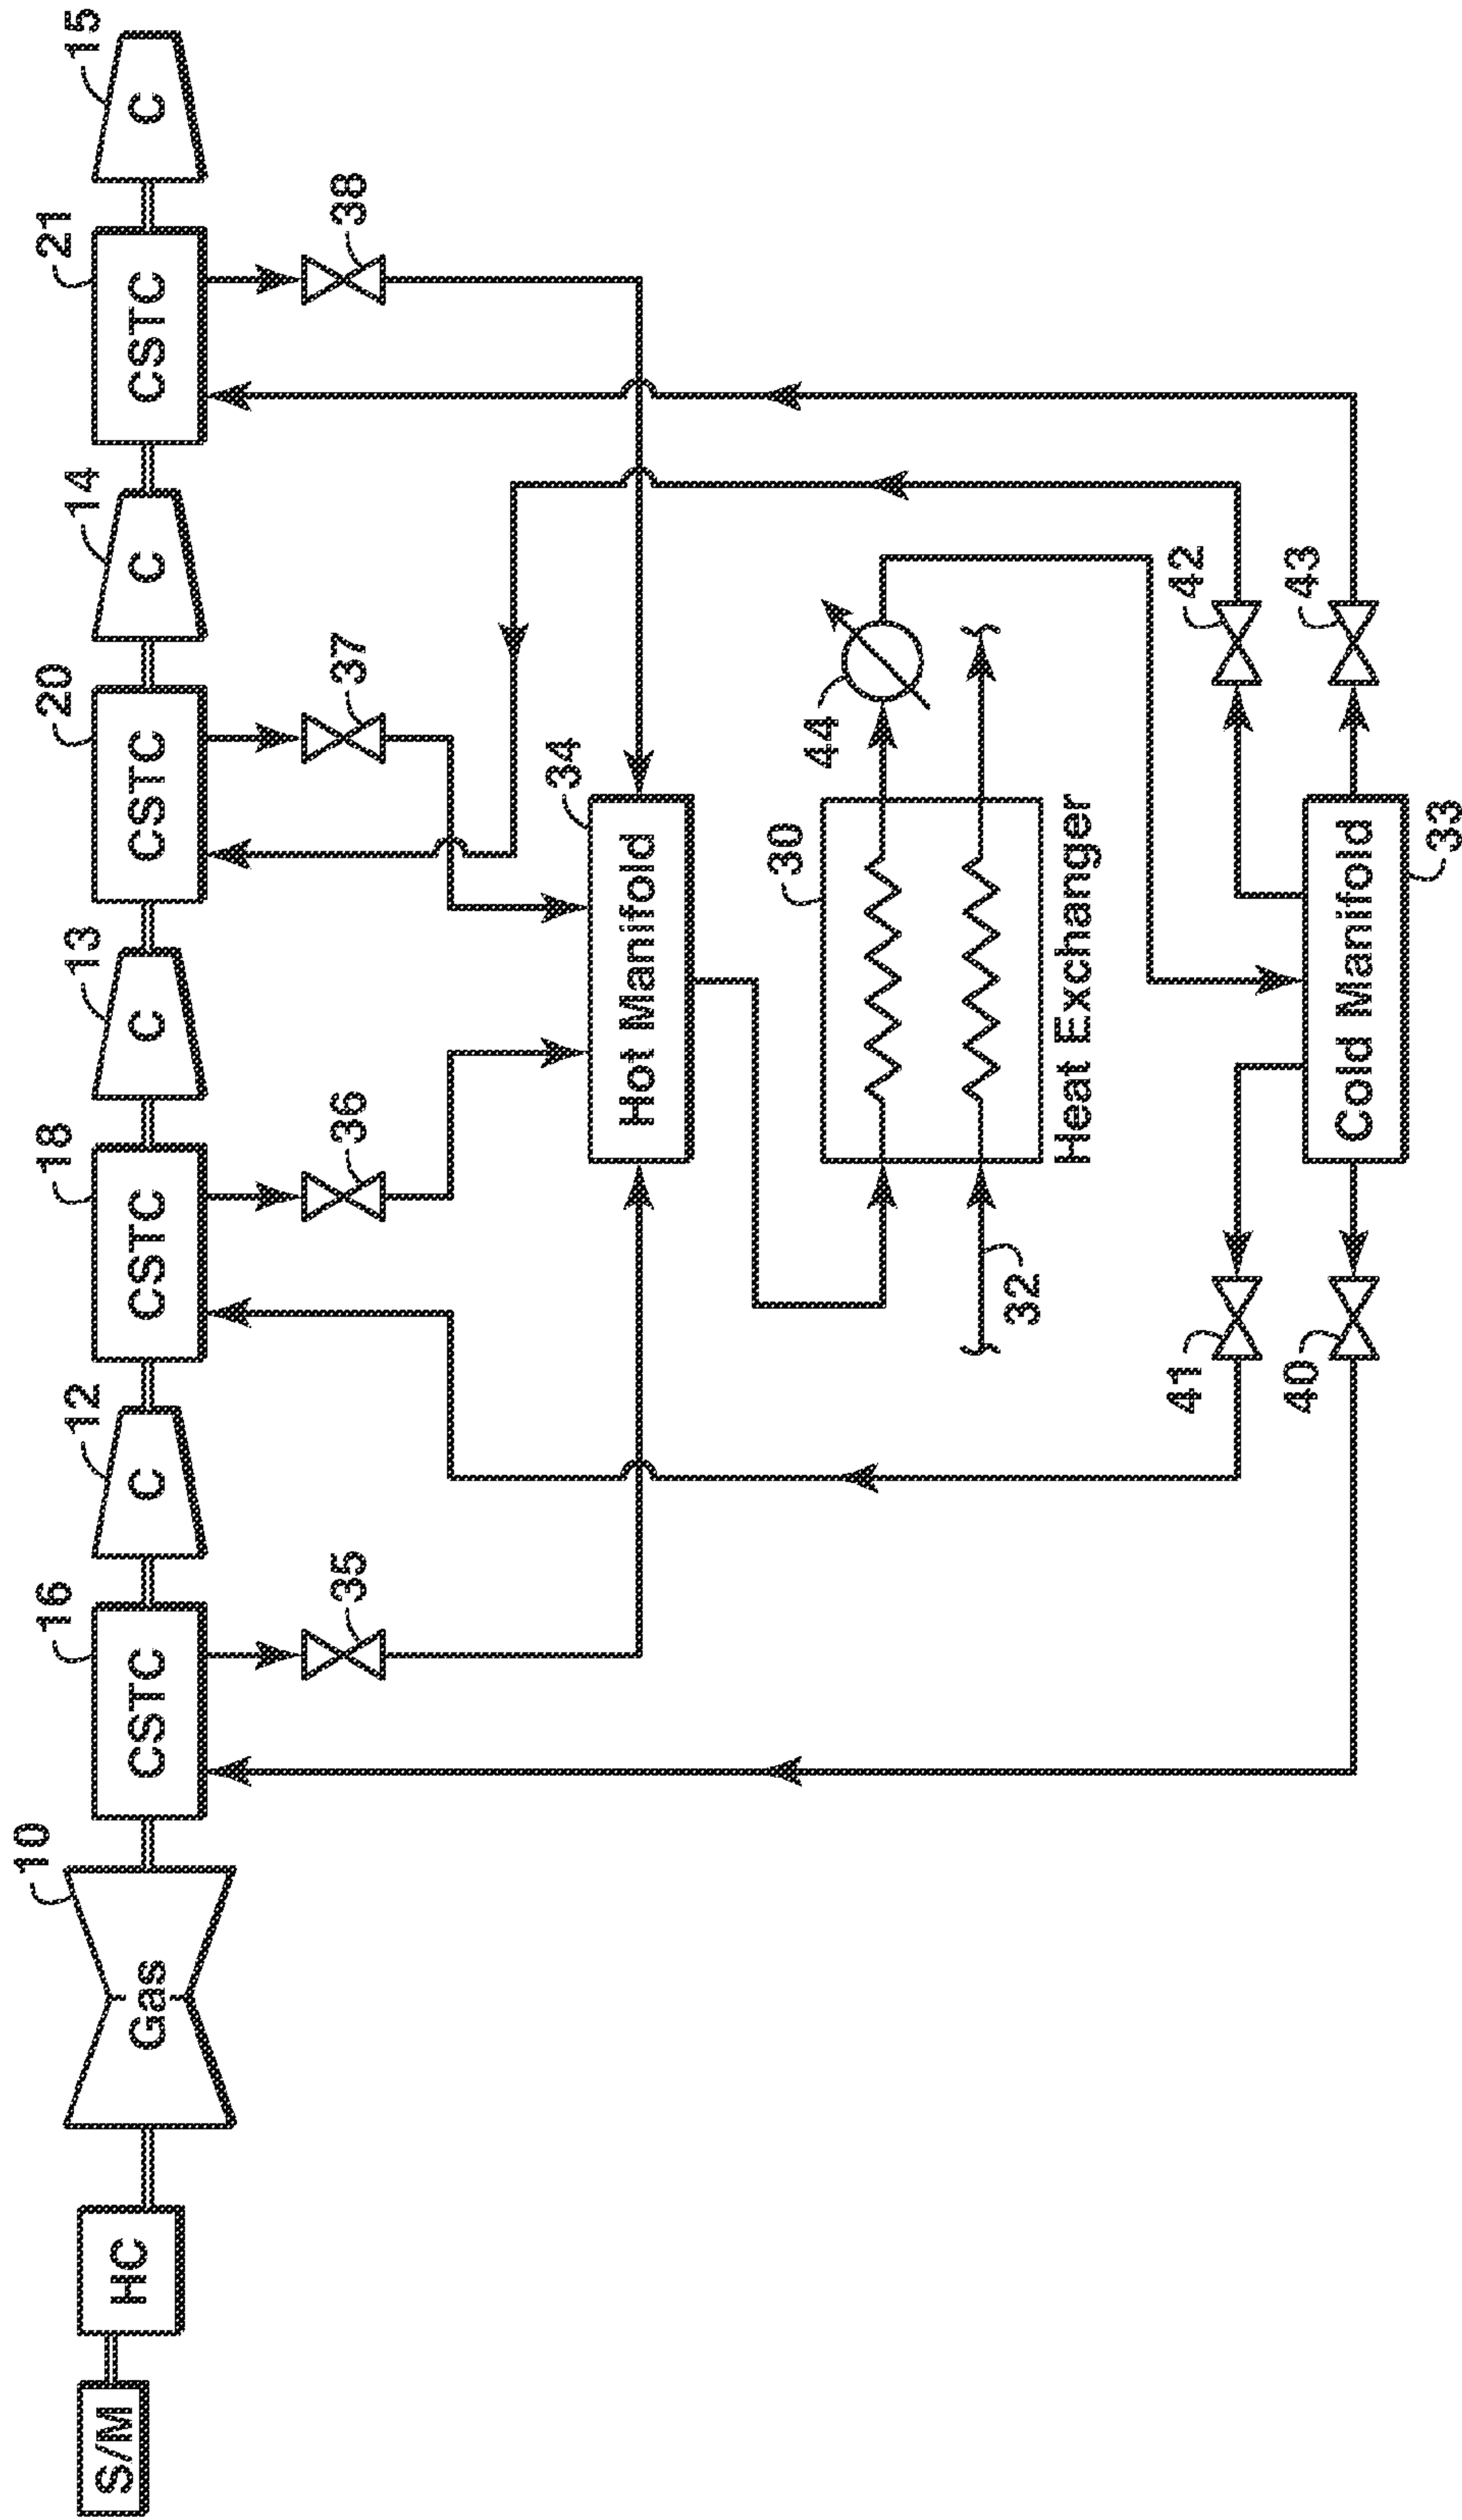 S/M
HC
Gas
10
CSTC
16
C
12
CSTC
18
C
13
CSTC
20
C
14
CSTC
21
C
15
35
36
37
38
Hot Manifold
34
30
44
Heat Exchanger
32
41
40
42
43
Cold Manifold
33